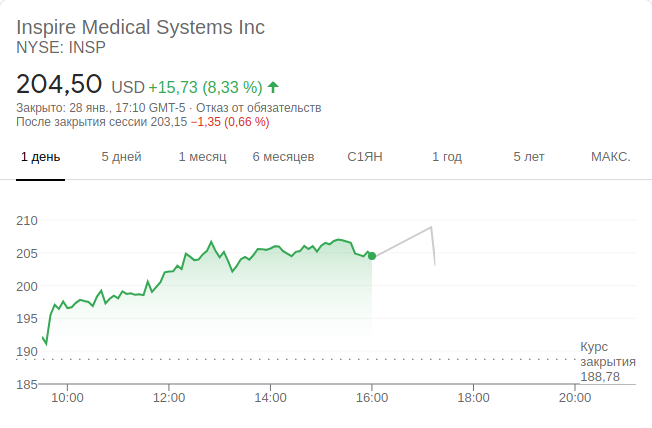 Inspire Medical Systems Inc
NYSE: INSP
204,50 USD +15,73 (8,33 %)
Закрыто: 28 янв., 17:10 GMT-5 · Отказ от обязательств
После закрытия сессии 203,15 −1,35 (0,66 %)
1 день 5 дней 1 месяц 6 месяцев С1ЯН 1 год 5 лет МАКС.
210
205
200
195
190
Курс
закрытия
188,78
185
10:00 12:00 14:00 16:00 18:00 20:00